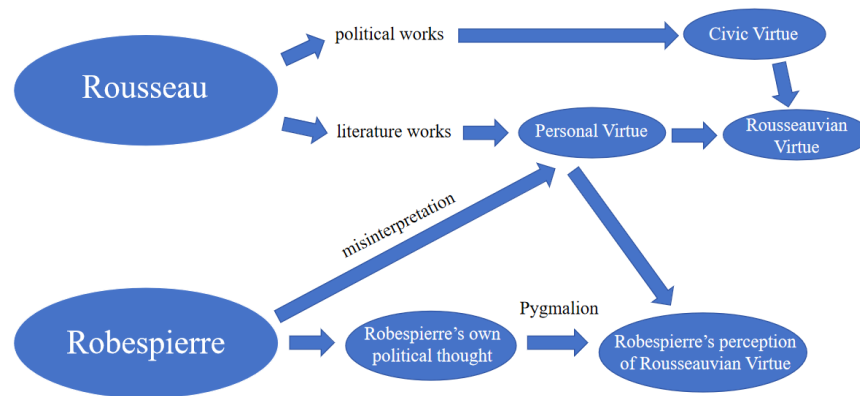 political works
Civic Virtue
Rousseau
literature works
Personal Virtue
Rousseauvian
Virtue
misinterpretation
Robespierre
Robespierre's own
political thought
Pygmalion
Robespierre's perception
of Rousseauvian Virtue